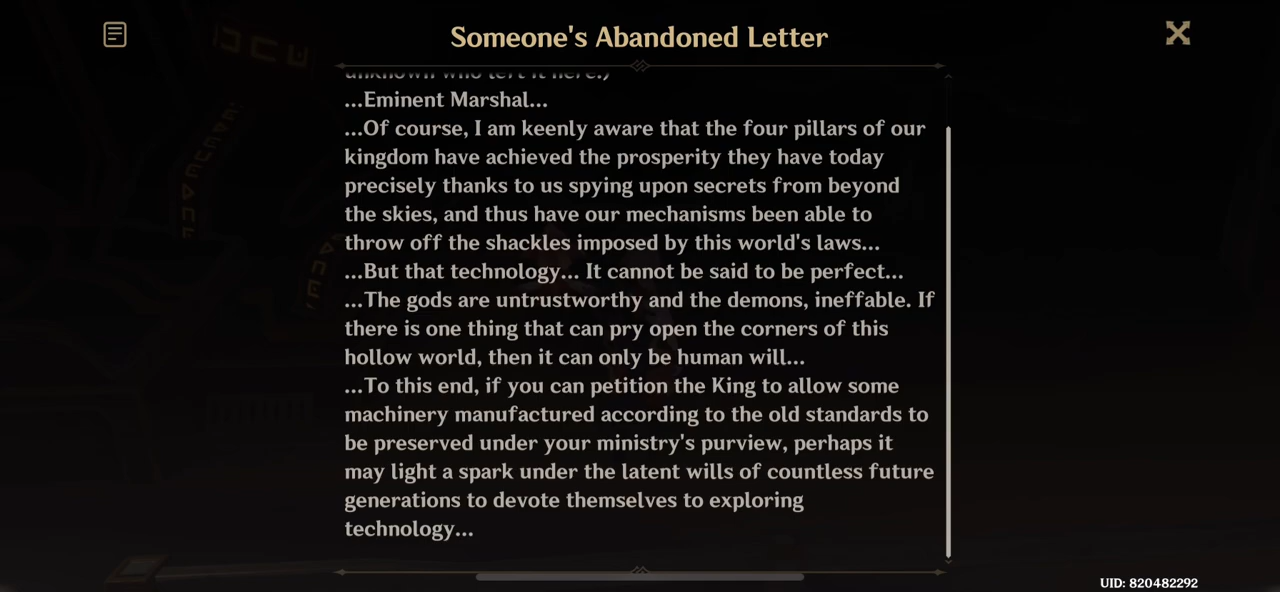 Someone's Abandoned Letter
unknown who left it here.)
...Eminent Marshal...
...Of course, I am keenly aware that the four pillars of our
kingdom have achieved the prosperity they have today
precisely thanks to us spying upon secrets from beyond
the skies, and thus have our mechanisms been able to
throw off the shackles imposed by this world's laws...
...But that technology... It cannot be said to be perfect...
...The gods are untrustworthy and the demons, ineffable. If
there is one thing that can pry open the corners of this
hollow world, then it can only be human will...
...To this end, if you can petition the King to allow some
machinery manufactured according to the old standards to
be preserved under your ministry's purview, perhaps it
may light a spark under the latent wills of countless future
generations to devote themselves to exploring
technology...
UID: 820482292